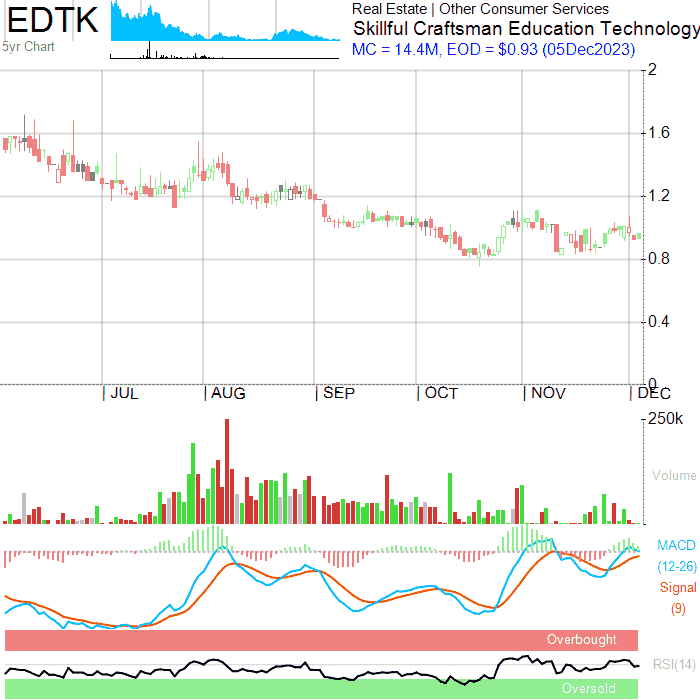 EDTK
5yr Chart
Real Estate | Other Consumer Services
Skillful Craftsman Education Technology
MC = 14.4M, EOD = $0.93 (05Dec2023)
2
1.6
1.2
0.8
0.4
0
JUL AUG SEP OCT NOV DEC
250k
Volume
MACD
(12-26)
Signal
(9)
Overbought
RSI(14)
Oversold